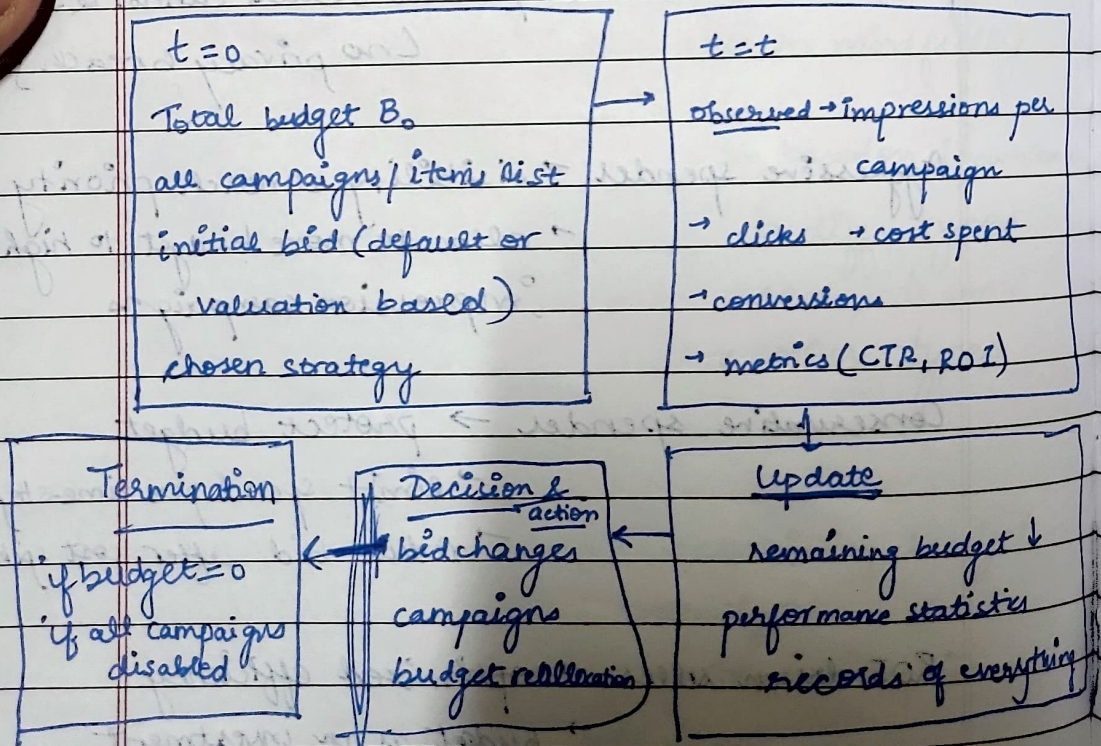 t=0
Total budget B₀
all campaigns/items list
initial bid (default or
valuation based)
chosen strategy
t=t
observed → impressions per
campaign
→ clicks → cost spent
→ conversions
→ metrics (CTR, ROI)
Update
remaining budget ↓
performance statistics
records of everything
Decision &
action
bid changes
campaigns
budget reallocation
Termination
if budget=0
if all campaigns
disabled